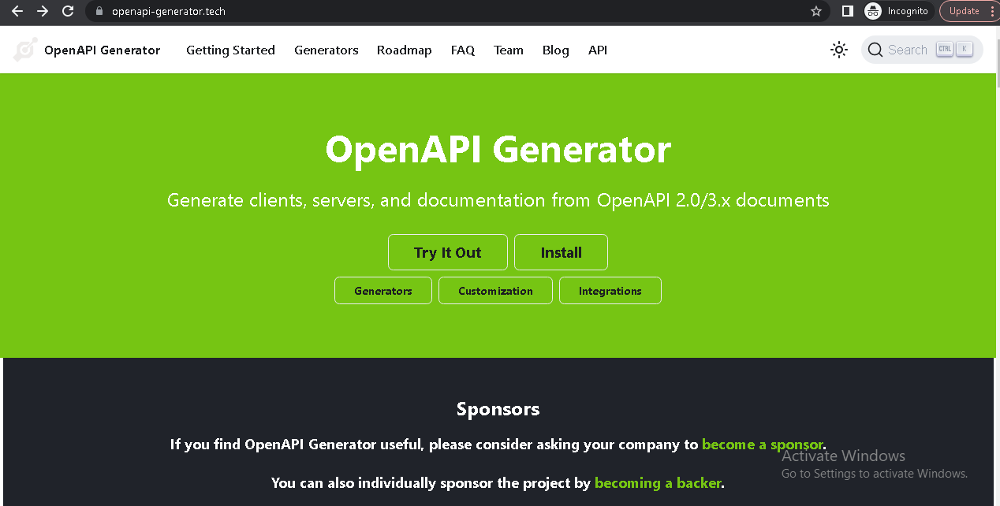 openapi-generator.tech Incognito Update
OpenAPI Generator Getting Started Generators Roadmap FAQ Team Blog API Search CTRL K
OpenAPI Generator
Generate clients, servers, and documentation from OpenAPI 2.0/3.x documents
Try It Out Install
Generators Customization Integrations
Sponsors
If you find OpenAPI Generator useful, please consider asking your company to become a sponsor.
You can also individually sponsor the project by becoming a backer.
Activate Windows
Go to Settings to activate Windows.